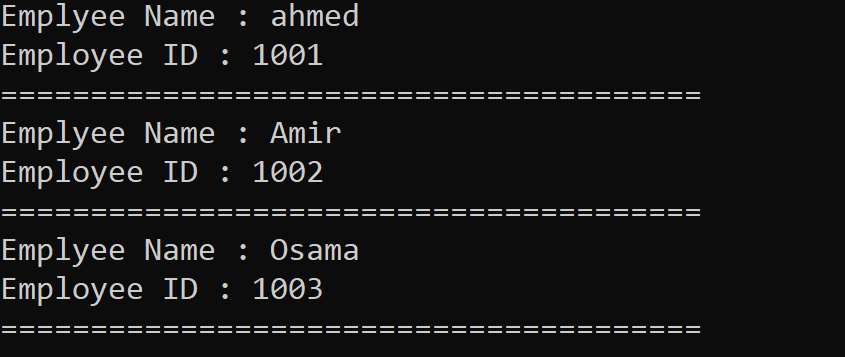 Emplyee Name : ahmed
Employee ID : 1001
=======================================
Emplyee Name : Amir
Employee ID : 1002
=======================================
Emplyee Name : Osama
Employee ID : 1003
=======================================